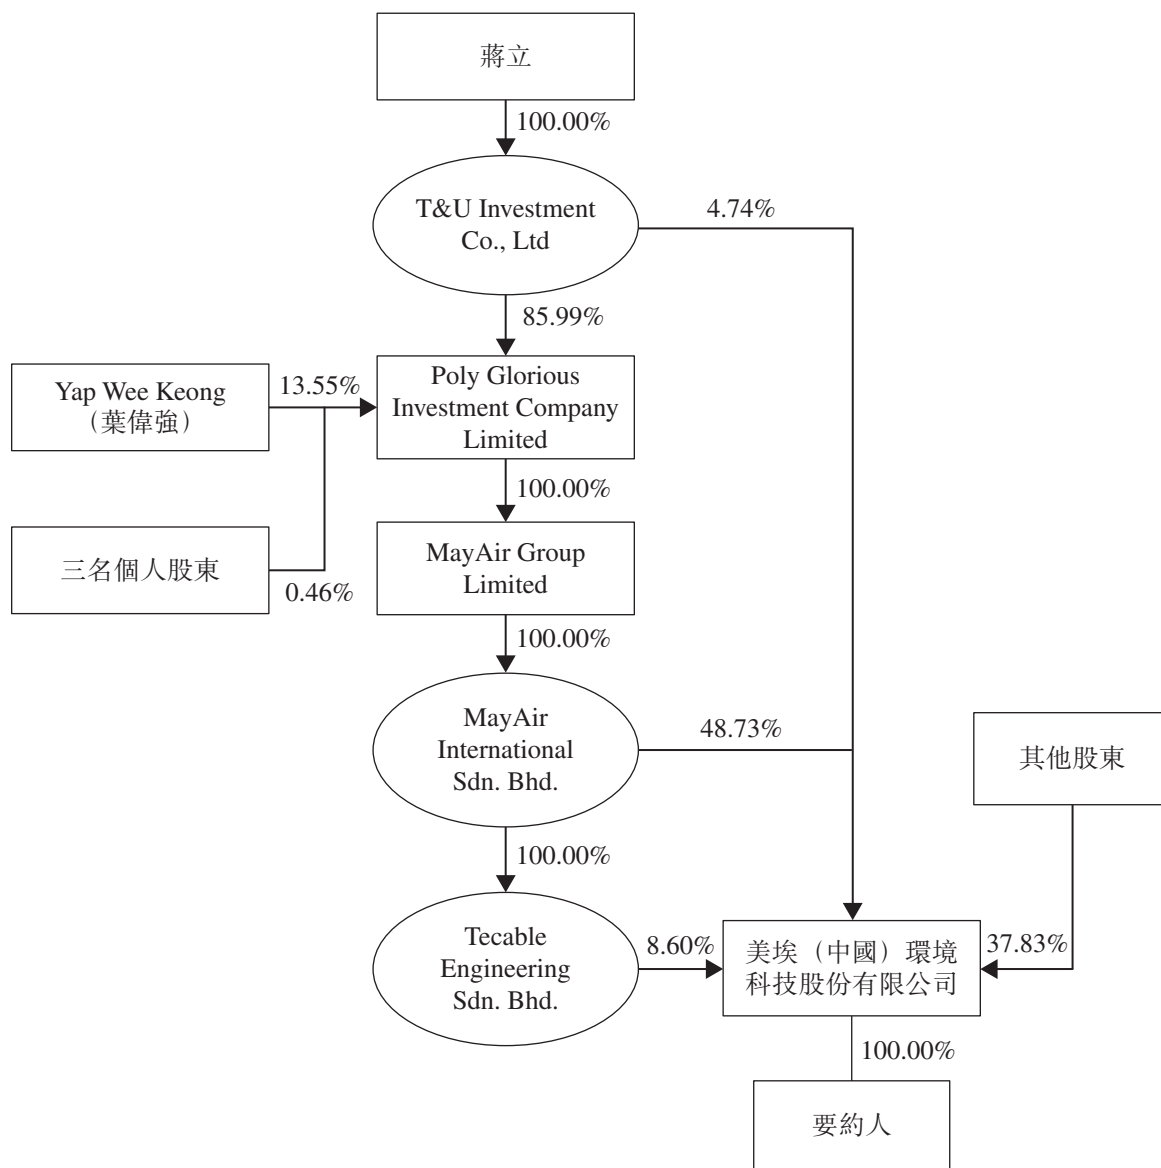 蔣立
100.00%
T&U Investment
Co., Ltd
4.74%
85.99%
Yap Wee Keong
（葉偉強）
13.55%
Poly Glorious
Investment Company
Limited
100.00%
三名個人股東
0.46%
MayAir Group
Limited
100.00%
MayAir
International
Sdn. Bhd.
48.73%
其他股東
100.00%
Tecable
Engineering
Sdn. Bhd.
8.60%
美埃（中國）環境
科技股份有限公司
37.83%
100.00%
要約人